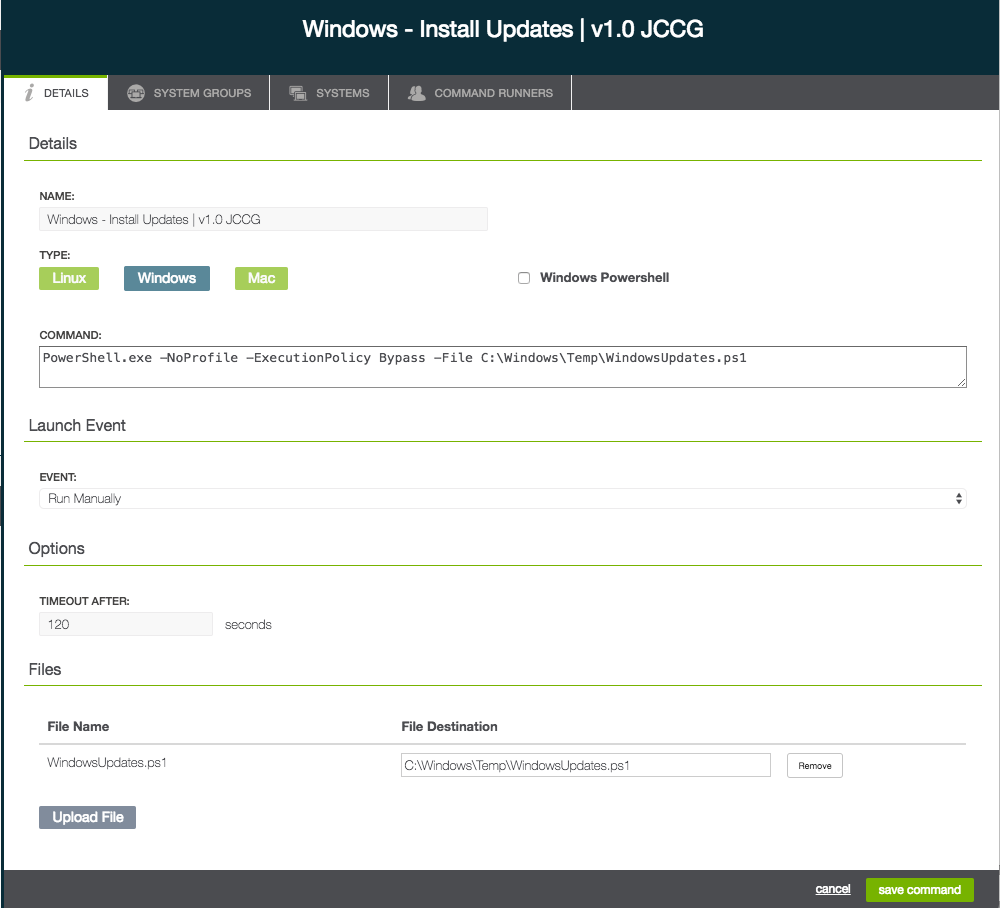 Windows - Install Updates | v1.0 JCCG
DETAILS SYSTEM GROUPS SYSTEMS COMMAND RUNNERS
Details
NAME:
Windows - Install Updates | v1.0 JCCG
TYPE:
Linux Windows Mac Windows Powershell
COMMAND:
PowerShell.exe –NoProfile –ExecutionPolicy Bypass –File C:\Windows\Temp\WindowsUpdates.ps1
Launch Event
EVENT:
Run Manually
Options
TIMEOUT AFTER:
120 seconds
Files
File Name File Destination
WindowsUpdates.ps1 C:\Windows\Temp\WindowsUpdates.ps1 Remove
Upload File
cancel save command